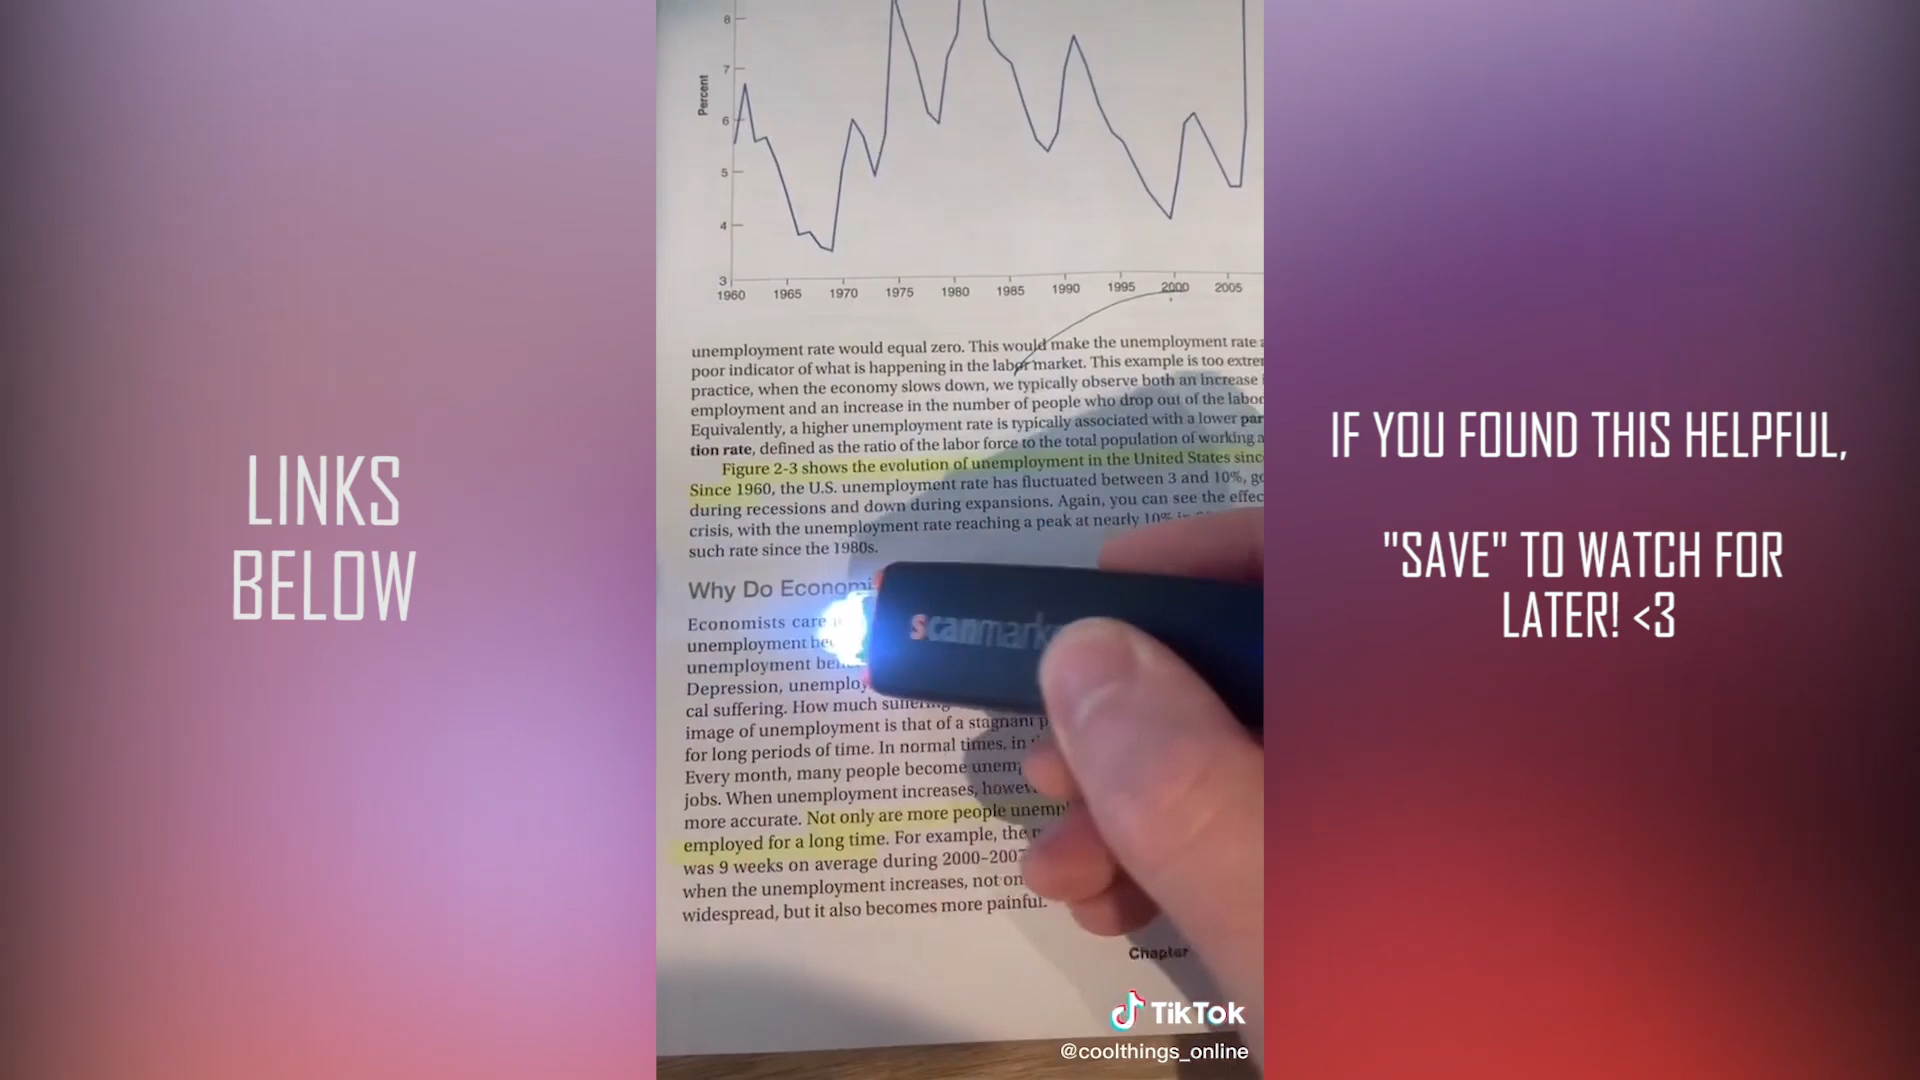 LINKS
BELOW
8
7
6
5
4
3
Percent
1960 1965 1970 1975 1980 1985 1990 1995 2000 2005
unemployment rate would equal zero. This would make the unemployment rate
poor indicator of what is happening in the labor market. This example is too
practice, when the economy slows down, we typically observe both an increase
employment and an increase in the number of people who drop out of the
Equivalently, a higher unemployment rate is typically associated with a lower
tion rate, defined as the ratio of the labor force to the total population of working
Figure 2-3 shows the evolution of unemployment in the United States
Since 1960, the U.S. unemployment rate has fluctuated between 3 and 10%,
during recessions and down during expansions. Again, you can see the
crisis, with the unemployment rate reaching a peak at nearly 10%
such rate since the 1980s.
Why Do
Economists care
unemployment
unemployment
Depression,
cal suffering. How much
image of unemployment is that of a stagnant
for long periods of time. In normal times, in
Every month, many people become
jobs. When unemployment increases,
more accurate. Not only are more people
employed for a long time. For example, the
was 9 weeks on average during 2000–2007
when the unemployment increases, not
widespread, but it also becomes more painful.
Chapter
scanmark
TikTok
@coolthings_online
IF YOU FOUND THIS HELPFUL,
"SAVE" TO WATCH FOR
LATER! <3